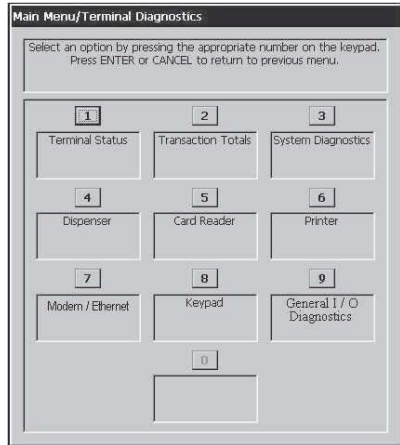 Main Menu/Terminal Diagnostics
Select an option by pressing the appropriate number on the keypad.
Press ENTER or CANCEL to return to previous menu.
1 2 3
Terminal Status Transaction Totals System Diagnostics
4 5 6
Dispenser Card Reader Printer
7 8 9
Modem / Ethernet Keypad General I / O
Diagnostics
0